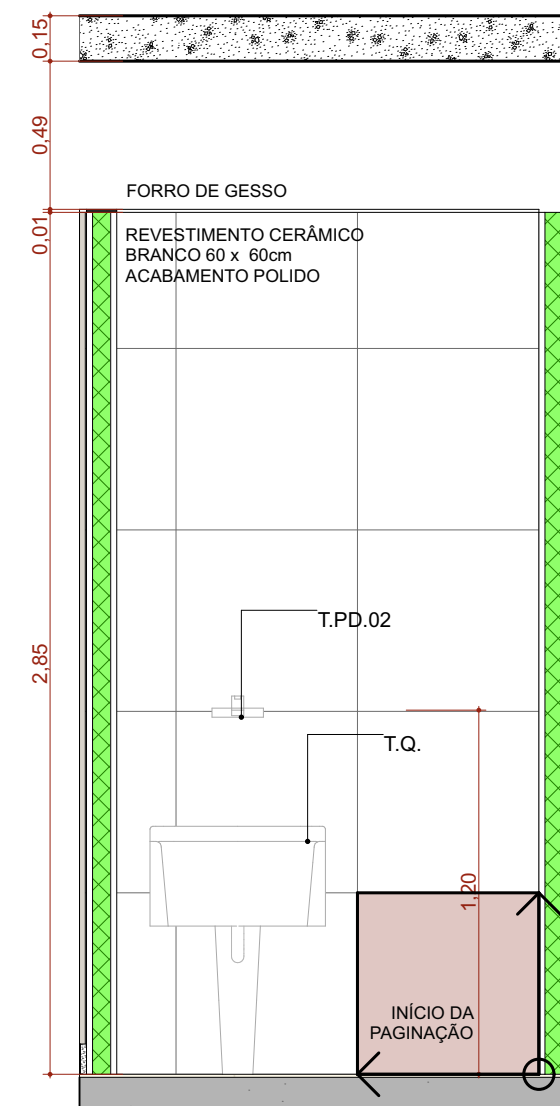 0,15
0,49
FORRO DE GESSO
0,01
REVESTIMENTO CERÂMICO
BRANCO 60 x 60cm
ACABAMENTO POLIDO
T.PD.02
2,85
T.Q.
1,20
INÍCIO DA
PAGINAÇÃO